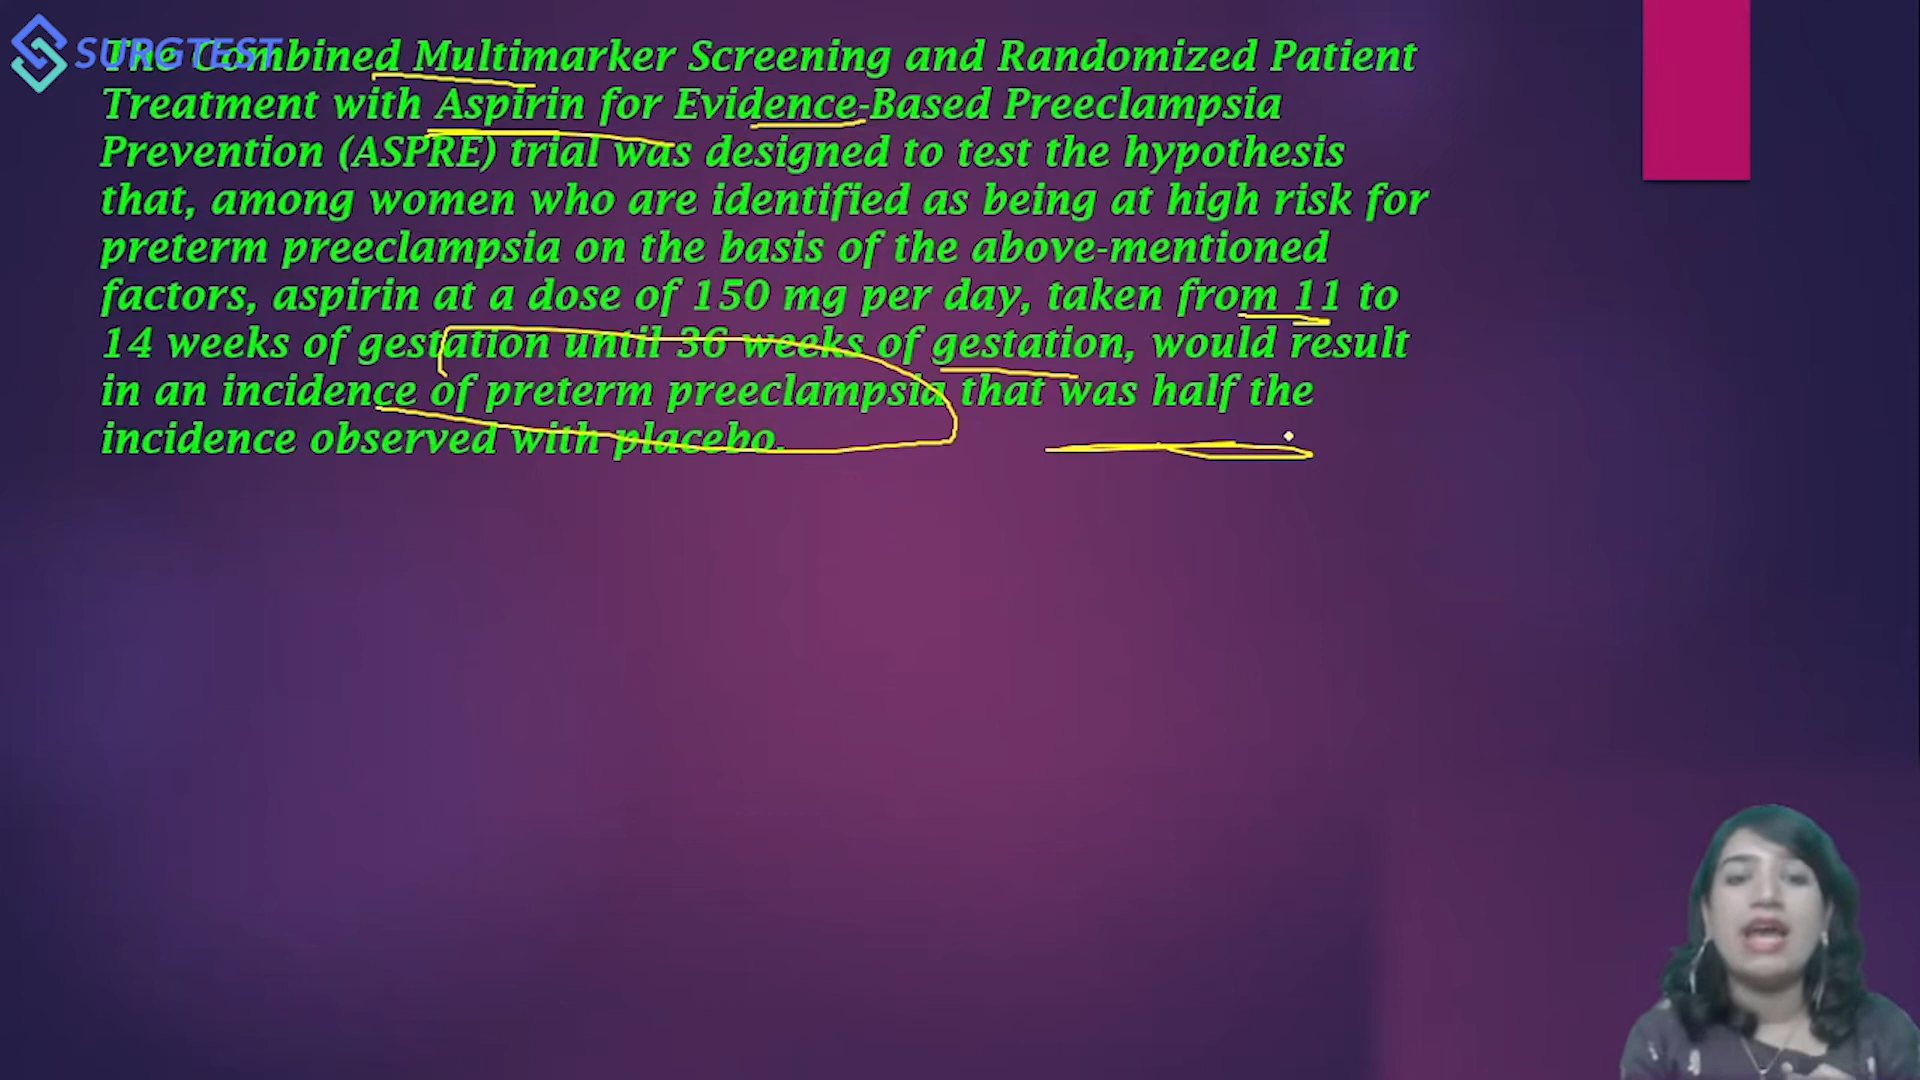 SURGTEST
The Combined Multimarker Screening and Randomized Patient
Treatment with Aspirin for Evidence-Based Preeclampsia
Prevention (ASPRE) trial was designed to test the hypothesis
that, among women who are identified as being at high risk for
preterm preeclampsia on the basis of the above-mentioned
factors, aspirin at a dose of 150 mg per day, taken from 11 to
14 weeks of gestation until 36 weeks of gestation, would result
in an incidence of preterm preeclampsia that was half the
incidence observed with placebo.